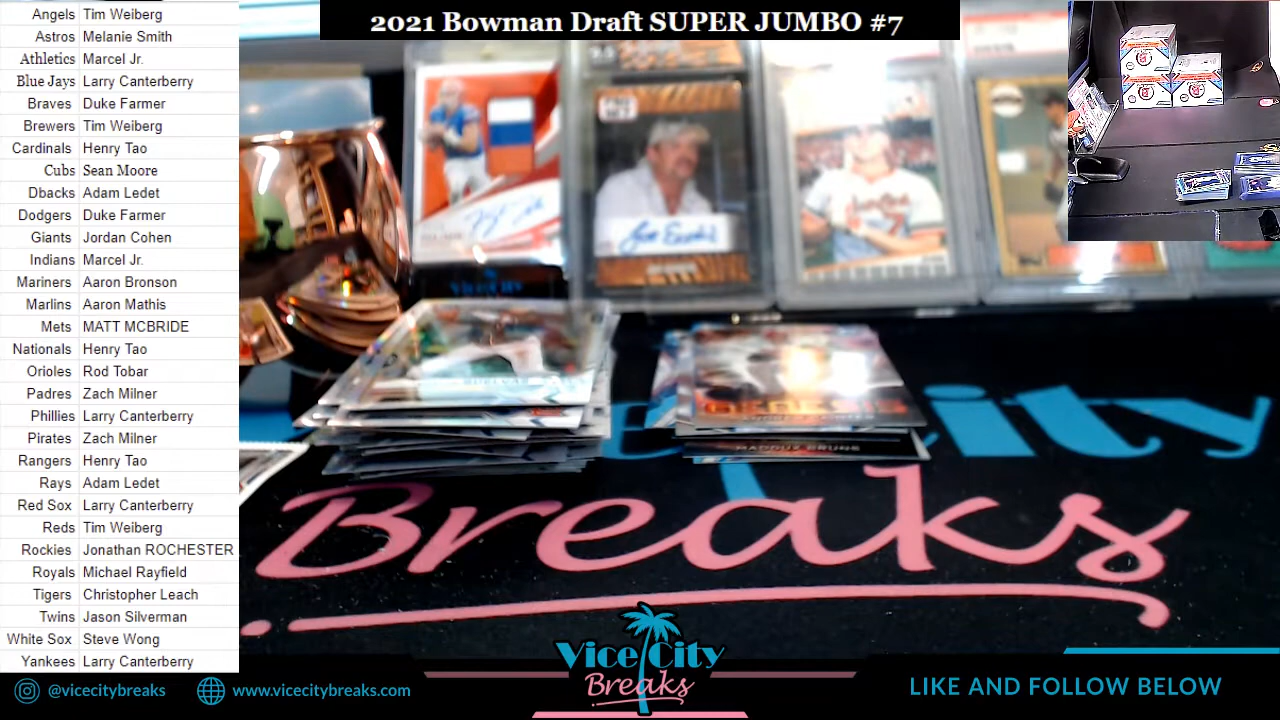 2021 Bowman Draft SUPER JUMBO #7
Angels Tim Weiberg
Astros Melanie Smith
Athletics Marcel Jr.
Blue Jays Larry Canterberry
Braves Duke Farmer
Brewers Tim Weiberg
Cardinals Henry Tao
Cubs Sean Moore
Dbacks Adam Ledet
Dodgers Duke Farmer
Giants Jordan Cohen
Indians Marcel Jr.
Mariners Aaron Bronson
Marlins Aaron Mathis
Mets MATT MCBRIDE
Nationals Henry Tao
Orioles Rod Tobar
Padres Zach Milner
Phillies Larry Canterberry
Pirates Zach Milner
Rangers Henry Tao
Rays Adam Ledet
Red Sox Larry Canterberry
Reds Tim Weiberg
Rockies Jonathan ROCHESTER
Royals Michael Rayfield
Tigers Christopher Leach
Twins Jason Silverman
White Sox Steve Wong
Yankees Larry Canterberry
Breaks
Vice City
Breaks
@vicecitybreaks
www.vicecitybreaks.com
LIKE AND FOLLOW BELOW